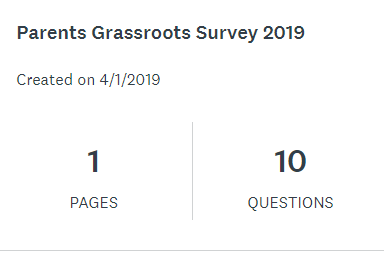 Parents Grassroots Survey 2019
Created on 4/1/2019
1 10
PAGES QUESTIONS